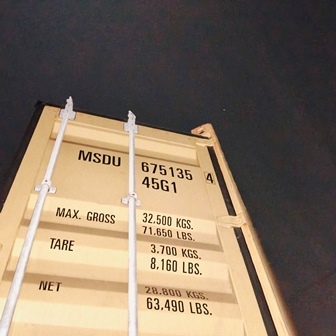 MSDU 675135 4
45G1
MAX. GROSS 32.500 KGS.
71.650 LBS.
TARE 3.700 KGS.
8,160 LBS.
NET 28.800 KGS.
63.490 LBS.